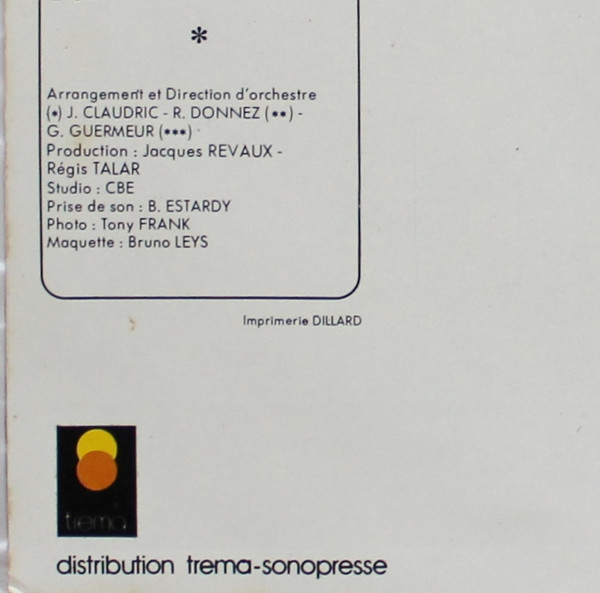 *
Arrangement et Direction d'orchestre
(•) J. CLAUDRIC - R. DONNEZ (••) -
G. GUERMEUR (•••)
Production : Jacques REVAUX -
Régis TALAR
Studio : CBE
Prise de son : B. ESTARDY
Photo : Tony FRANK
Maquette : Bruno LEYS
Imprimerie DILLARD
trema
distribution trema-sonopresse